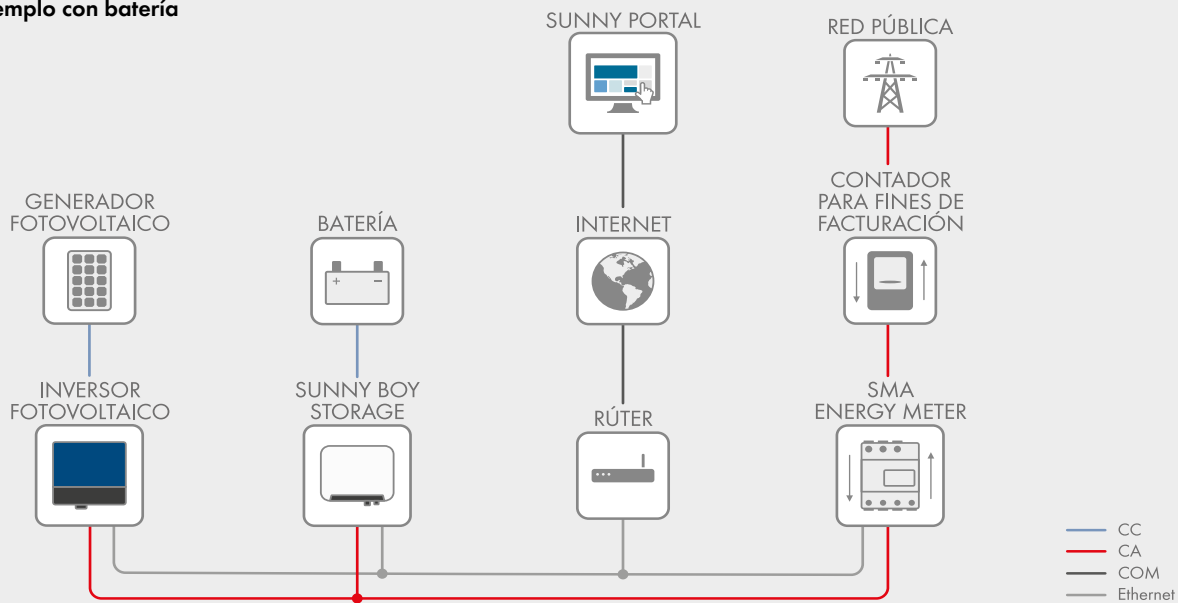 emplo con batería
SUNNY PORTAL
RED PÚBLICA
GENERADOR
FOTOVOLTAICO
BATERÍA
INTERNET
CONTADOR
PARA FINES DE
FACTURACIÓN
INVERSOR
FOTOVOLTAICO
SUNNY BOY
STORAGE
RÚTER
SMA
ENERGY METER
CC
CA
COM
Ethernet